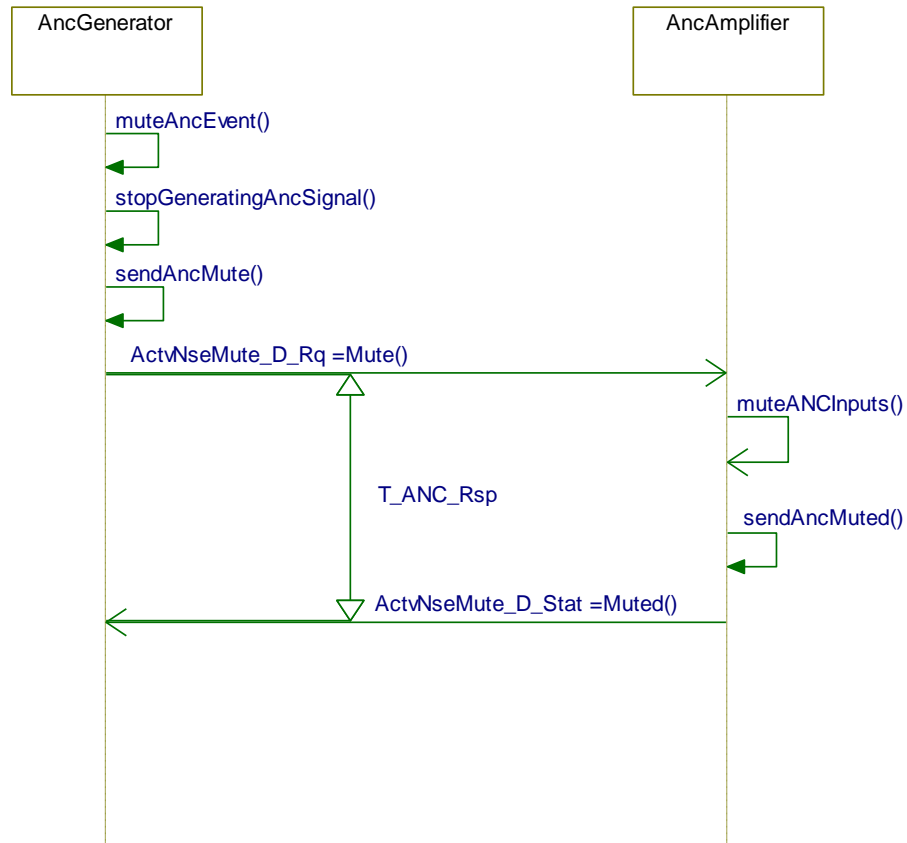 AncGenerator
AncAmplifier
muteAncEvent()
stopGeneratingAncSignal()
sendAncMute()
ActvNseMute_D_Rq =Mute()
muteANCInputs()
T_ANC_Rsp
sendAncMuted()
ActvNseMute_D_Stat =Muted()